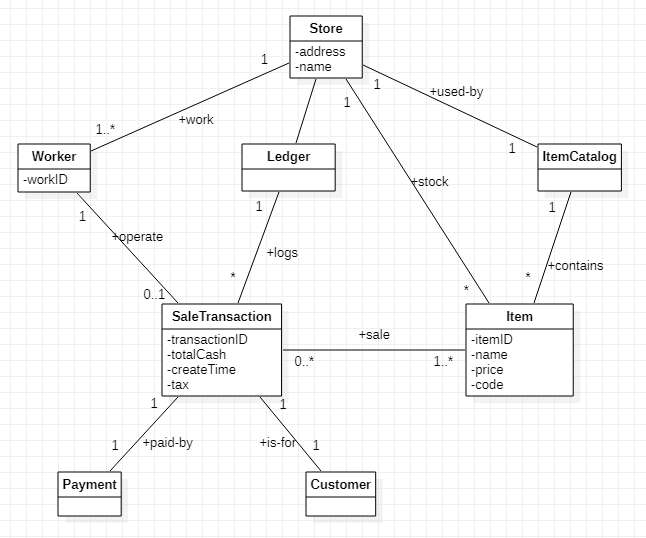 Store
-address
-name
1
1
1
+used-by
+work
1..*
1
Worker
-workID
Ledger
ItemCatalog
+stock
1
1
1
+operate
+logs
+contains
*
*
*
0..1
SaleTransaction
-transactionID
-totalCash
-createTime
-tax
+sale
0..*
1..*
Item
-itemID
-name
-price
-code
1
1
1
+paid-by
+is-for
1
Payment
Customer